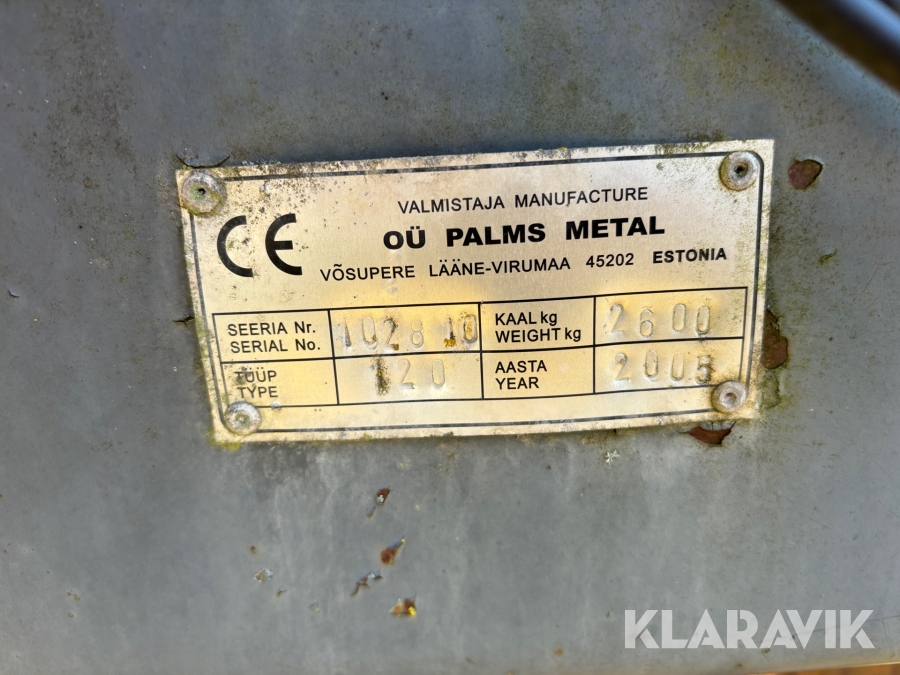 CE
VALMISTAJA MANUFACTURE
OÜ PALMS METAL
VÕSUPERE LÄÄNE-VIRUMAA 45202 ESTONIA
SEERIA Nr. 102810 KAAL kg 2600
SERIAL No. WEIGHT kg
TÜÜP 120 AASTA 2005
TYPE YEAR
KLARAVIK